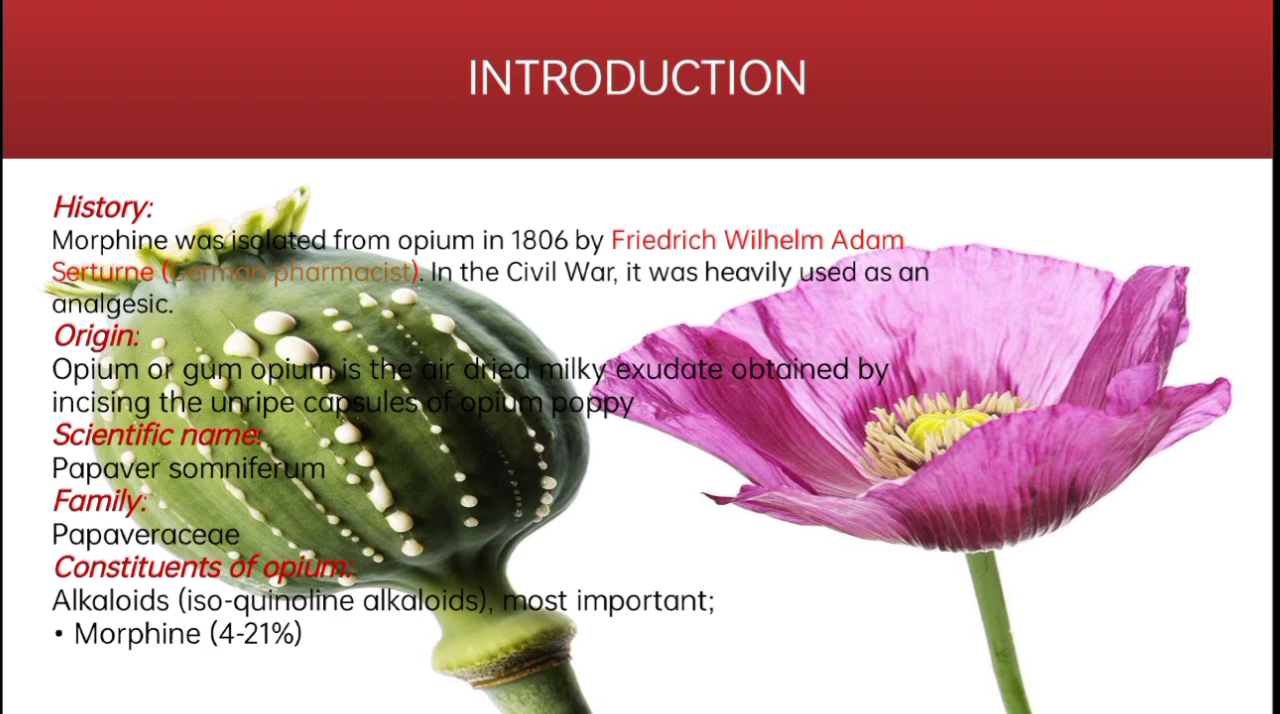 INTRODUCTION
History:
Morphine was isolated from opium in 1806 by Friedrich Wilhelm Adam
Serturne (German pharmacist). In the Civil War, it was heavily used as an
analgesic.
Origin:
Opium or gum opium is the air dried milky exudate obtained by
incising the unripe capsules of opium poppy
Scientific name:
Papaver somniferum
Family:
Papaveraceae
Constituents of opium:
Alkaloids (iso-quinoline alkaloids), most important;
• Morphine (4-21%)